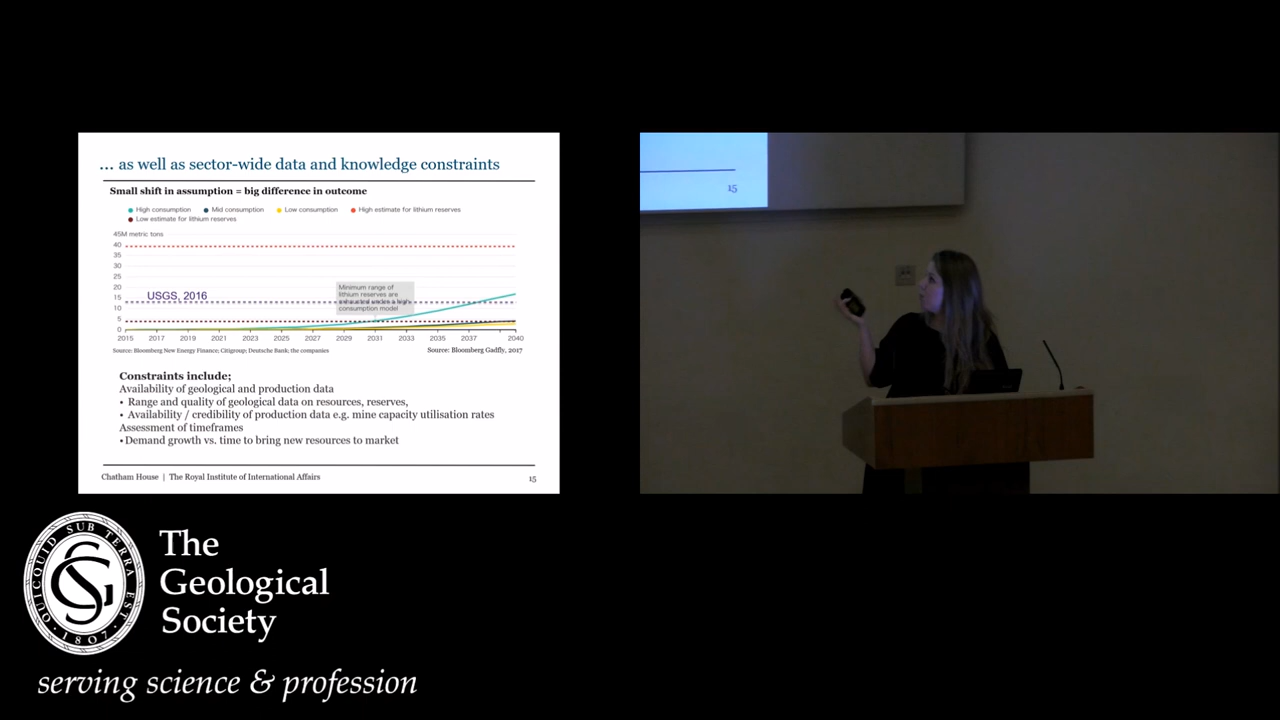 ... as well as sector-wide data and knowledge constraints
Small shift in assumption = big difference in outcome
High consumption Mid consumption Low consumption High estimate for lithium reserves
Low estimate for lithium reserves
45M metric tons
40
35
30
25
20
15
10
5
0
USGS, 2016
Minimum range of
lithium reserves are
exhausted under a high
consumption model
2015 2017 2019 2021 2023 2025 2027 2029 2031 2033 2035 2037 2040
Source: Bloomberg New Energy Finance; Citigroup; Deutsche Bank; the companies
Source: Bloomberg Gadfly, 2017
Constraints include;
Availability of geological and production data
• Range and quality of geological data on resources, reserves,
• Availability / credibility of production data e.g. mine capacity utilisation rates
Assessment of timeframes
• Demand growth vs. time to bring new resources to market
Chatham House | The Royal Institute of International Affairs
15
15
QUICQUID SUB TERRA EST
1807
GS
The
Geological
Society
serving science & profession